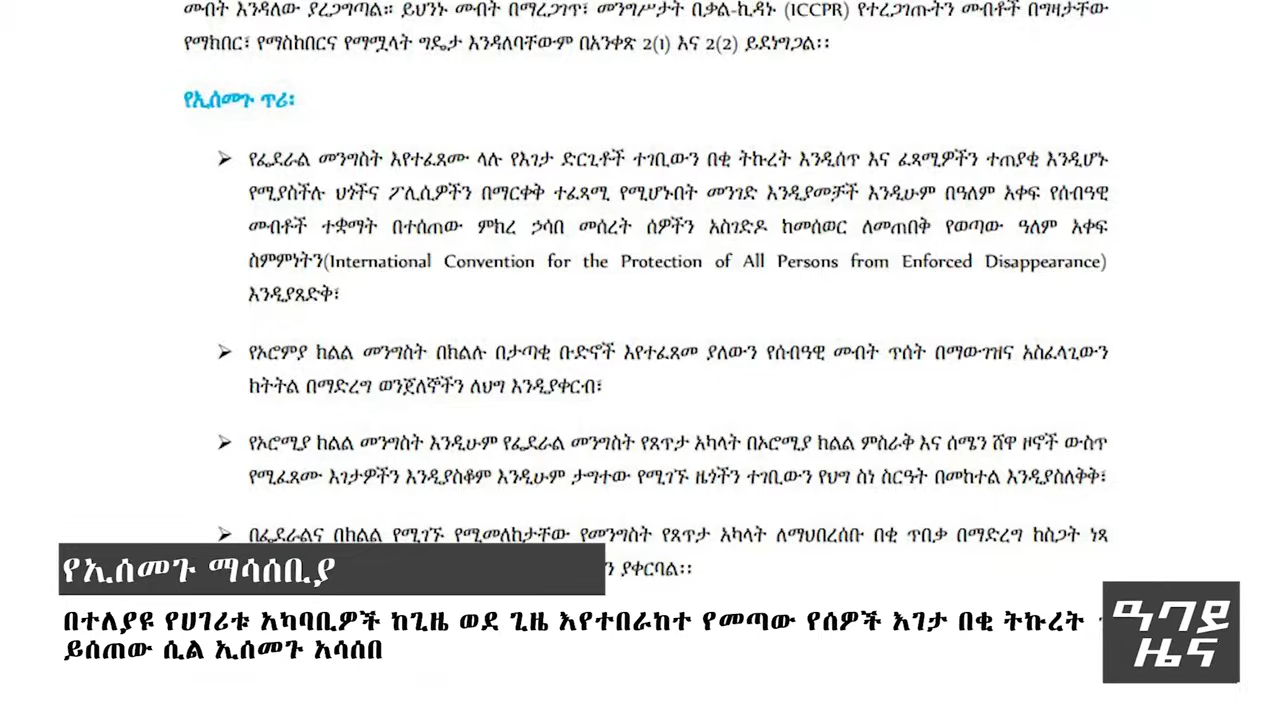 መብት እንዳለው ያረጋግጣል። ይህንኑ መብት በማረጋገጥ፣ መንግሥታት በቃል-ኪዳኑ (ICCPR) የተረጋገጡትን መብቶች በግዛታቸው
የማክበር፣ የማስከበርና የማሟላት ግዴታ እንዳለባቸውም በአንቀጽ 2(1) እና 2(2) ይደነግጋል፡፡
የኢሰመጉ ጥሪ፡
➢ የፌደራል መንግስት እየተፈጸሙ ላሉ የእገታ ድርጊቶች ተገቢውን በቂ ትኩረት እንዲሰጥ እና ፈጻሚዎችን ተጠያቂ እንዲሆኑ
የሚያስችሉ ህጎችና ፖሊሲዎችን በማርቀቅ ተፈጻሚ የሚሆኑበት መንገድ እንዲያመቻች እንዲሁም በዓለም አቀፍ የሰብዓዊ
መብቶች ተቋማት በተሰጠው ምክረ ኃሳበ መሰረት ሰዎችን አስገድዶ ከመሰወር ለመጠበቅ የወጣው ዓለም አቀፍ
ስምምነትን(International Convention for the Protection of All Persons from Enforced Disappearance)
እንዲያጸድቅ፣
➢ የኦሮምያ ክልል መንግስት በክልሉ በታጣቂ ቡድኖች እየተፈጸመ ያለውን የሰብዓዊ መብት ጥሰት በማውገዝና አስፈላጊውን
ክትትል በማድረግ ወንጀለኞችን ለህግ እንዲያቀርብ፣
➢ የኦሮሚያ ክልል መንግስት እንዲሁም የፌደራል መንግስት የጸጥታ አካላት በኦሮሚያ ክልል ምስራቅ እና ሰሜን ሸዋ ዞኖች ውስጥ
የሚፈጸሙ እገታዎችን እንዲያስቆም እንዲሁም ታግተው የሚገኙ ዜጎችን ተገቢውን የህግ ስነ ስርዓት በመከተል እንዲያስለቅቅ፣
➢ በፌደራልና በክልል የሚገኙ የሚመለከታቸው የመንግስት የጸጥታ አካላት ለማህበረሰቡ በቂ ጥበቃ በማድረግ ከስጋት ነጻ
ን ያቀርባል፡፡
የኢሰመጉ ማሳሰቢያ
በተለያዩ የሀገሪቱ አካባቢዎች ከጊዜ ወደ ጊዜ እየተበራከተ የመጣው የሰዎች እገታ በቂ ትኩረት
ይሰጠው ሲል ኢሰመጉ አሳሰበ
ዓባይ
ዜና